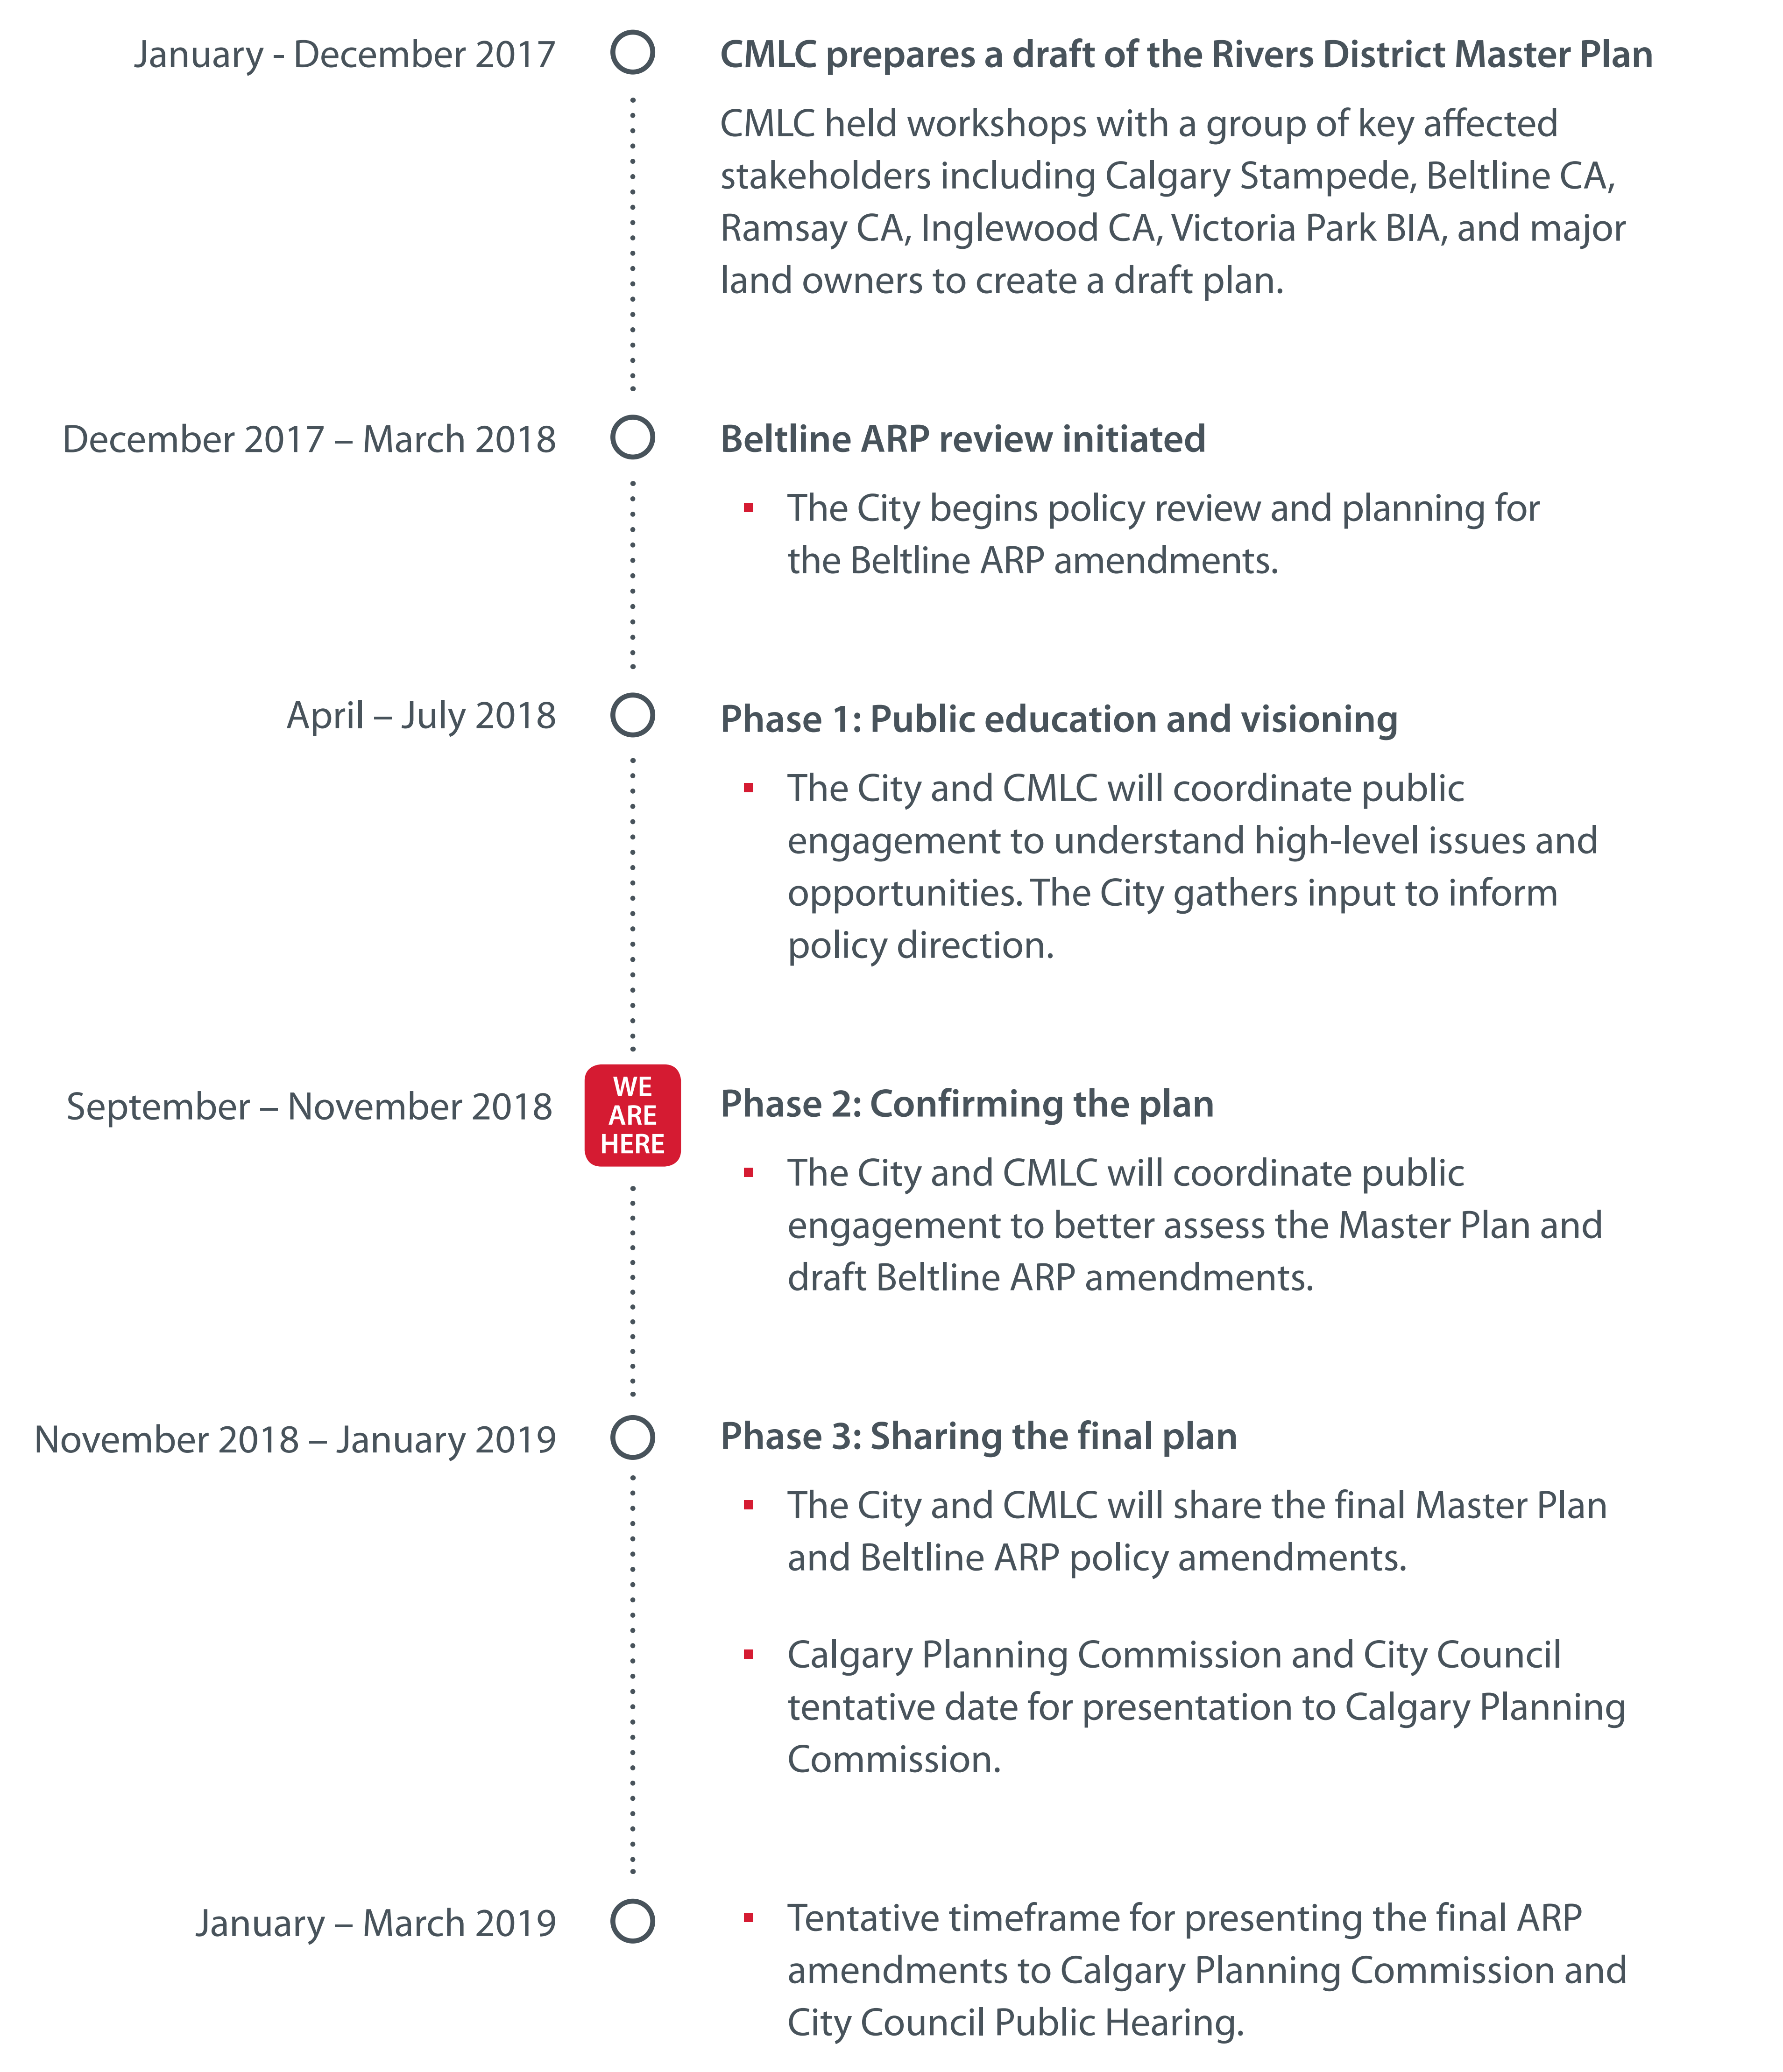 January - December 2017
CMLC prepares a draft of the Rivers District Master Plan
CMLC held workshops with a group of key affected
stakeholders including Calgary Stampede, Beltline CA,
Ramsay CA, Inglewood CA, Victoria Park BIA, and major
land owners to create a draft plan.
December 2017 – March 2018
Beltline ARP review initiated
▪ The City begins policy review and planning for
the Beltline ARP amendments.
April – July 2018
Phase 1: Public education and visioning
▪ The City and CMLC will coordinate public
engagement to understand high-level issues and
opportunities. The City gathers input to inform
policy direction.
September – November 2018
WE
ARE
HERE
Phase 2: Confirming the plan
▪ The City and CMLC will coordinate public
engagement to better assess the Master Plan and
draft Beltline ARP amendments.
November 2018 – January 2019
Phase 3: Sharing the final plan
▪ The City and CMLC will share the final Master Plan
and Beltline ARP policy amendments.
▪ Calgary Planning Commission and City Council
tentative date for presentation to Calgary Planning
Commission.
January – March 2019
▪ Tentative timeframe for presenting the final ARP
amendments to Calgary Planning Commission and
City Council Public Hearing.